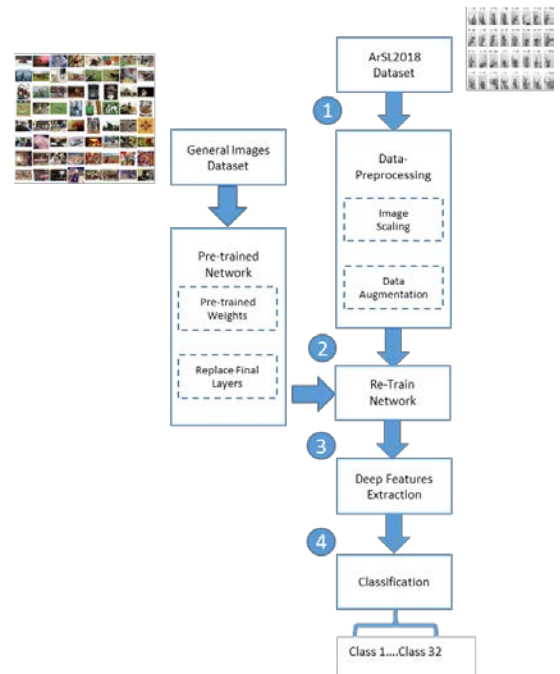 ArSL2018
Dataset
1
General Images
Dataset
Data-
Preprocessing
Image
Scaling
Data
Augmentation
Pre-trained
Network
Pre-trained
Weights
Replace Final
Layers
2
Re-Train
Network
3
Deep Features
Extraction
4
Classification
Class 1....Class 32